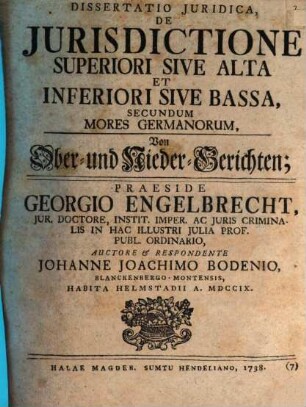 DISSERTATIO JURIDICA,
DE
JURISDICTIONE
SUPERIORI SIVE ALTA
ET
INFERIORI SIVE BASSA,
SECUNDUM
MORES GERMANORUM,
Von
Ober-und Nieder-Gerichten;
PRAESIDE
GEORGIO ENGELBRECHT,
JUR. DOCTORE, INSTIT. IMPER. AC JURIS CRIMINA-
LIS IN HAC ILLUSTRI JULIA PROF.
PUBL. ORDINARIO,
AUCTORE & RESPONDENTE
JOHANNE JOACHIMO BODENIO,
BLANCKENBERGO-MONTENSIS,
HABITA HELMSTADII A. MDCCIX.
HALAE MAGDEB. SUMTU HENDELIANO, 1738. (7)